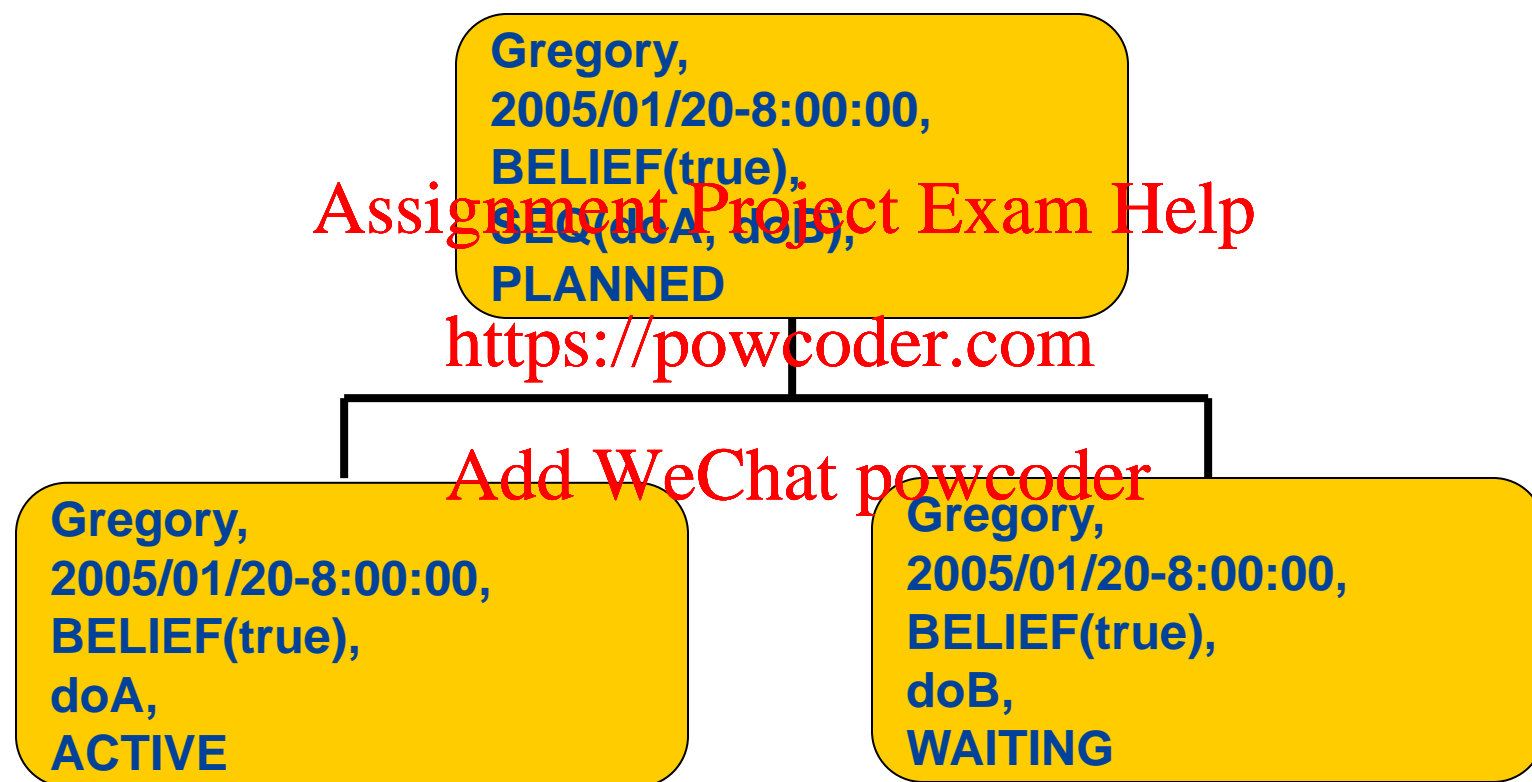 Gregory,
2005/01/20-8:00:00,
BELIEF(true),
SEQ(doA, doB),
PLANNED
Assignment Project Exam Help
https://powcoder.com
Add WeChat powcoder
Gregory,
2005/01/20-8:00:00,
BELIEF(true),
doA,
ACTIVE
Gregory,
2005/01/20-8:00:00,
BELIEF(true),
doB,
WAITING